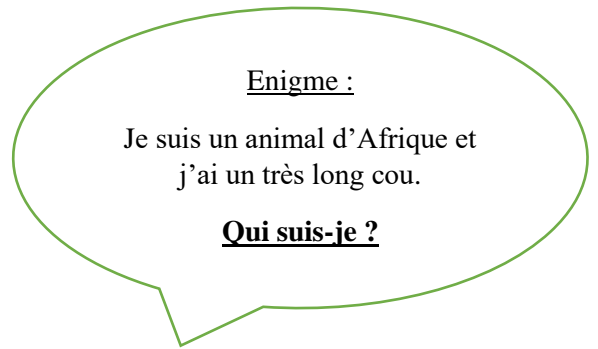 Enigme :
Je suis un animal d’Afrique et
j’ai un très long cou.
Qui suis-je ?